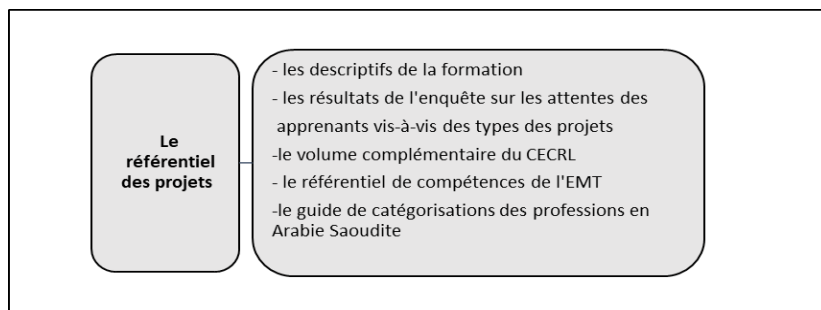 Le
référentiel
des projets
- les descriptifs de la formation
- les résultats de l'enquête sur les attentes des
apprenants vis-à-vis des types des projets
-le volume complémentaire du CECRL
- le référentiel de compétences de l'EMT
-le guide de catégorisations des professions en
Arabie Saoudite